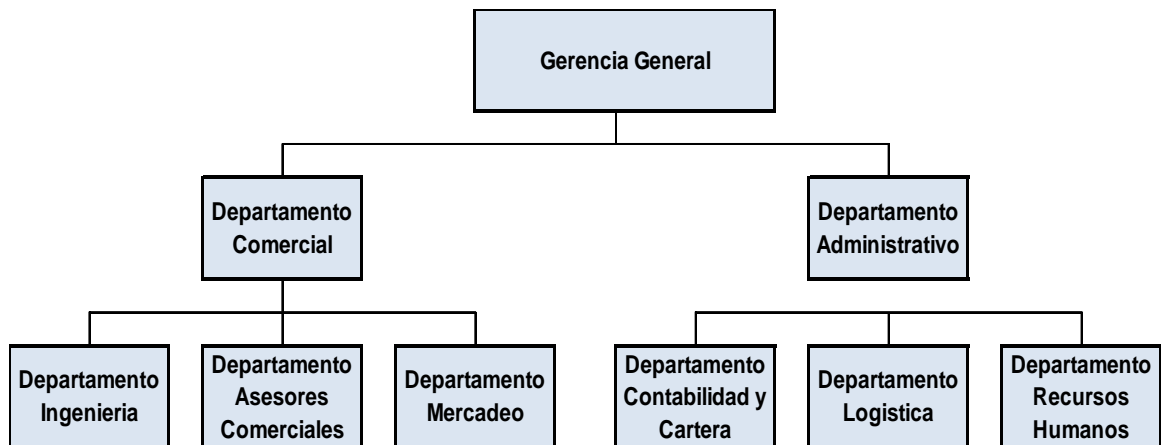 Gerencia General
Departamento
Comercial
Departamento
Administrativo
Departamento
Ingenieria
Departamento
Asesores
Comerciales
Departamento
Mercadeo
Departamento
Contabilidad y
Cartera
Departamento
Logistica
Departamento
Recursos
Humanos